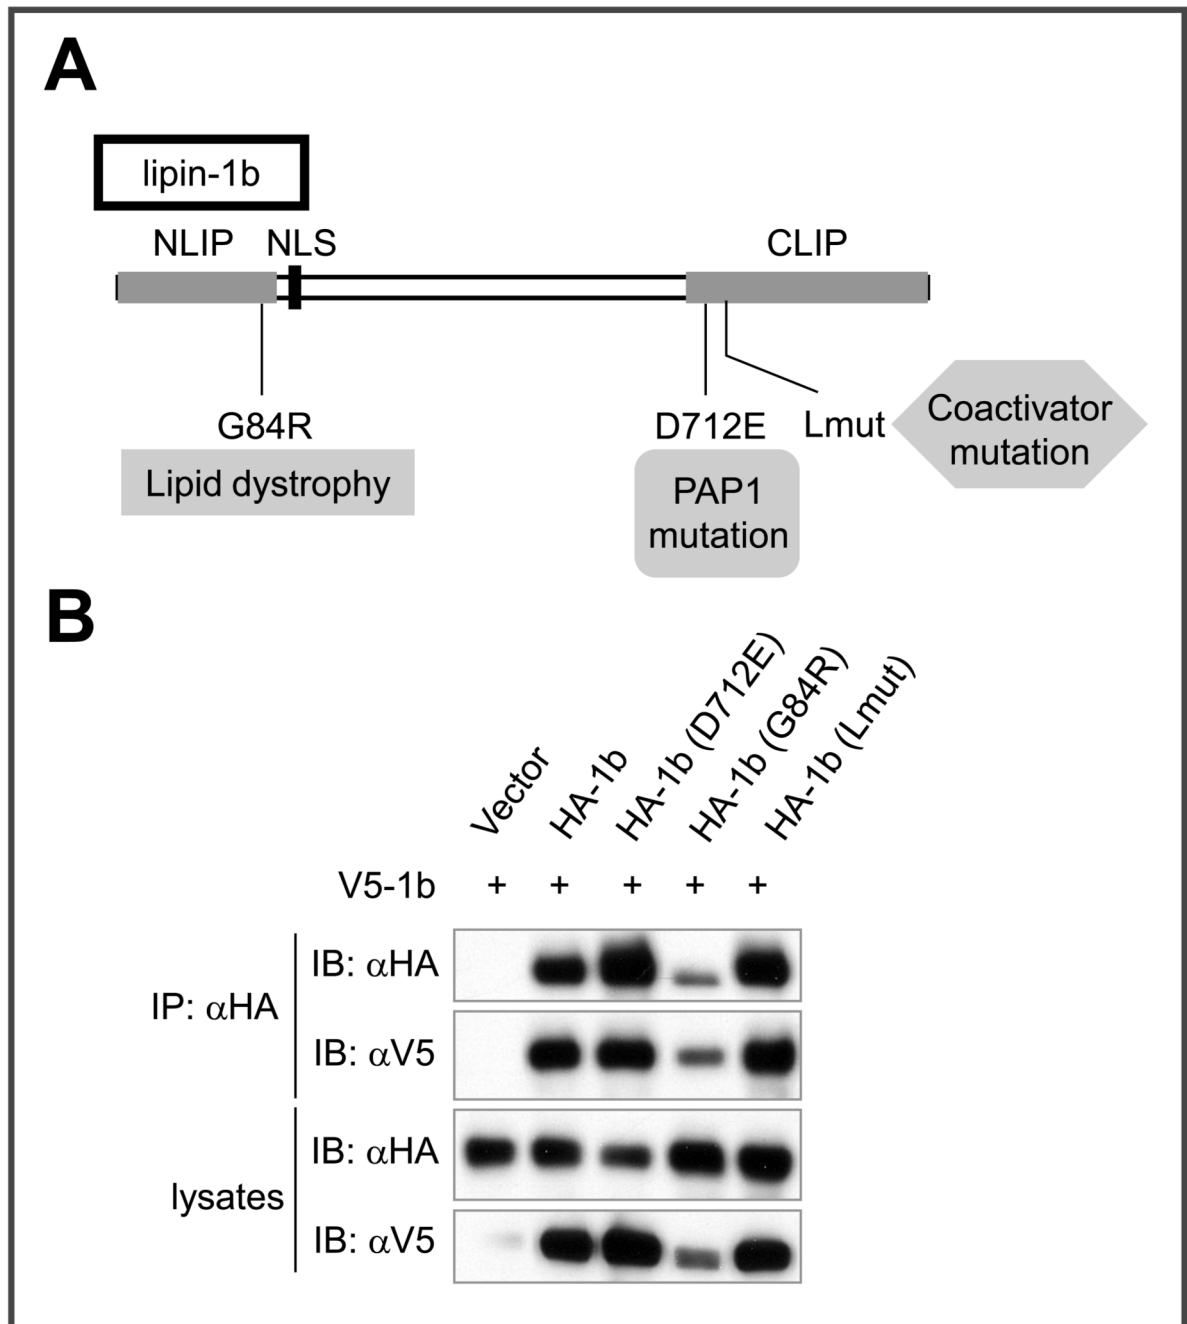 A
lipin-1b
NLIP NLS CLIP
G84R D712E Lmut
Lipid dystrophy
PAP1
mutation
Coactivator
mutation
B
Vector
HA-1b
HA-1b (D712E)
HA-1b (G84R)
HA-1b (Lmut)
V5-1b + + + + +
IP: αHA
IB: αHA
IB: αV5
lysates
IB: αHA
IB: αV5